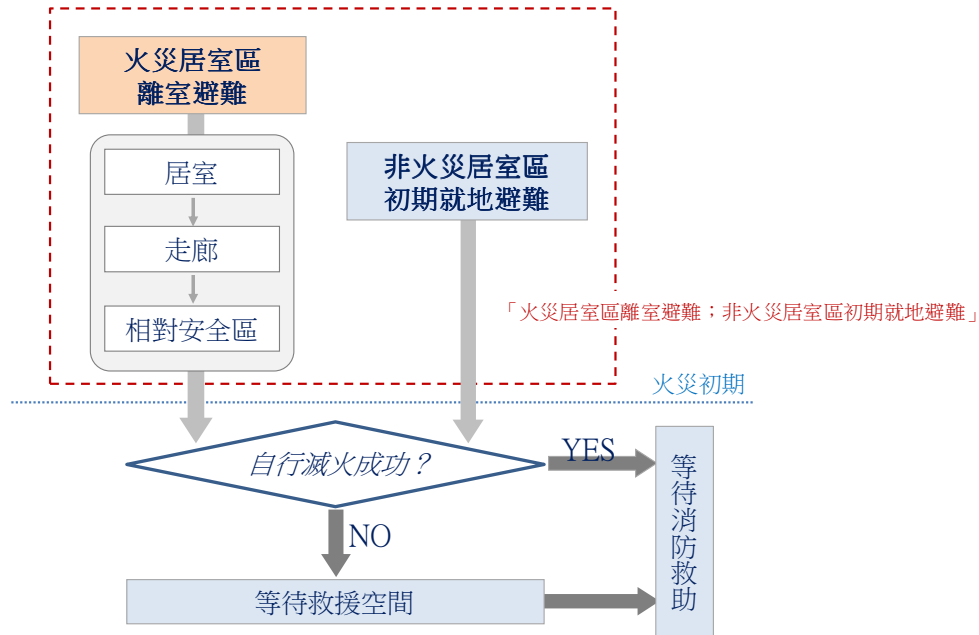 火災居室區
離室避難
居室
走廊
相對安全區
非火災居室區
初期就地避難
「火災居室區離室避難；非火災居室區初期就地避難」
火災初期
自行滅火成功？
YES
NO
等待救援空間
等待消防救助